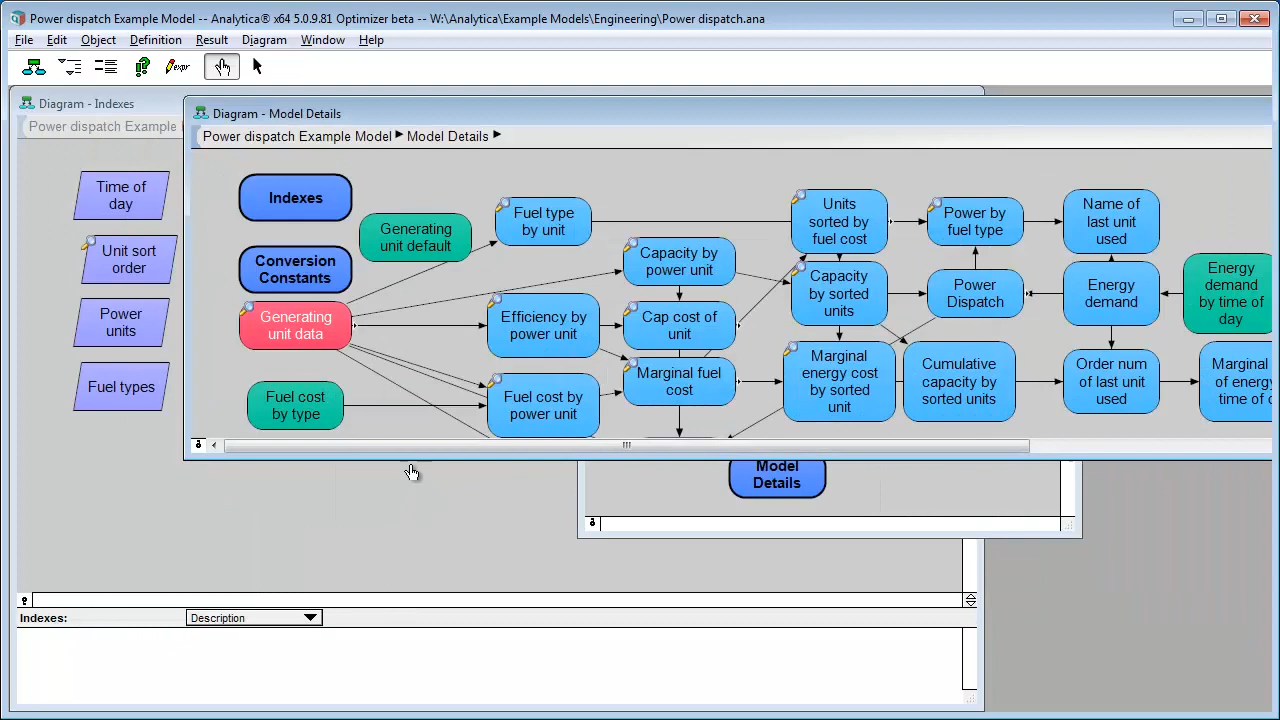 Power dispatch Example Model -- Analytica® x64 5.0.9.81 Optimizer beta -- W:\Analytica\Example Models\Engineering\Power dispatch.ana
File Edit Object Definition Result Diagram Window Help
expr
Diagram - Indexes
Power dispatch Example
Time of
day
Unit sort
order
Power
units
Fuel types
Diagram - Model Details
Power dispatch Example Model Model Details
Indexes
Conversion
Constants
Generating
unit data
Fuel cost
by type
Generating
unit default
Fuel type
by unit
Efficiency by
power unit
Fuel cost by
power unit
Capacity by
power unit
Cap cost of
unit
Marginal fuel
cost
Units
sorted by
fuel cost
Capacity
by sorted
units
Marginal
energy cost
by sorted
unit
Power by
fuel type
Power
Dispatch
Cumulative
capacity by
sorted units
Name of
last unit
used
Energy
demand
Order num
of last unit
used
Energy
demand
by time of
day
Marginal
of energy
time of
Model
Details
Indexes: Description